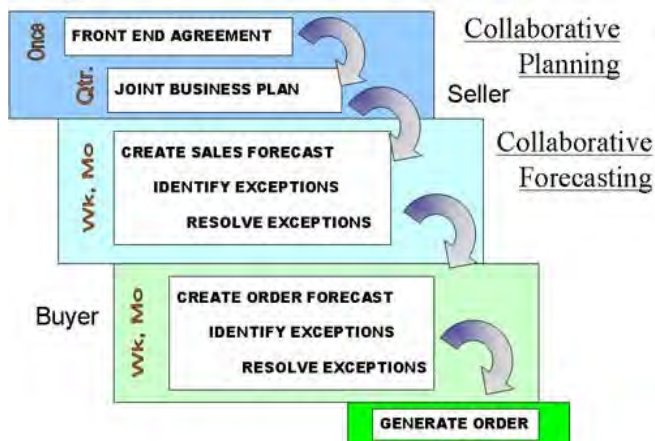 Once
FRONT END AGREEMENT
Collaborative
Planning
Qtr.
JOINT BUSINESS PLAN
Seller
Wk, Mo
CREATE SALES FORECAST
IDENTIFY EXCEPTIONS
RESOLVE EXCEPTIONS
Collaborative
Forecasting
Buyer
Wk, Mo
CREATE ORDER FORECAST
IDENTIFY EXCEPTIONS
RESOLVE EXCEPTIONS
GENERATE ORDER